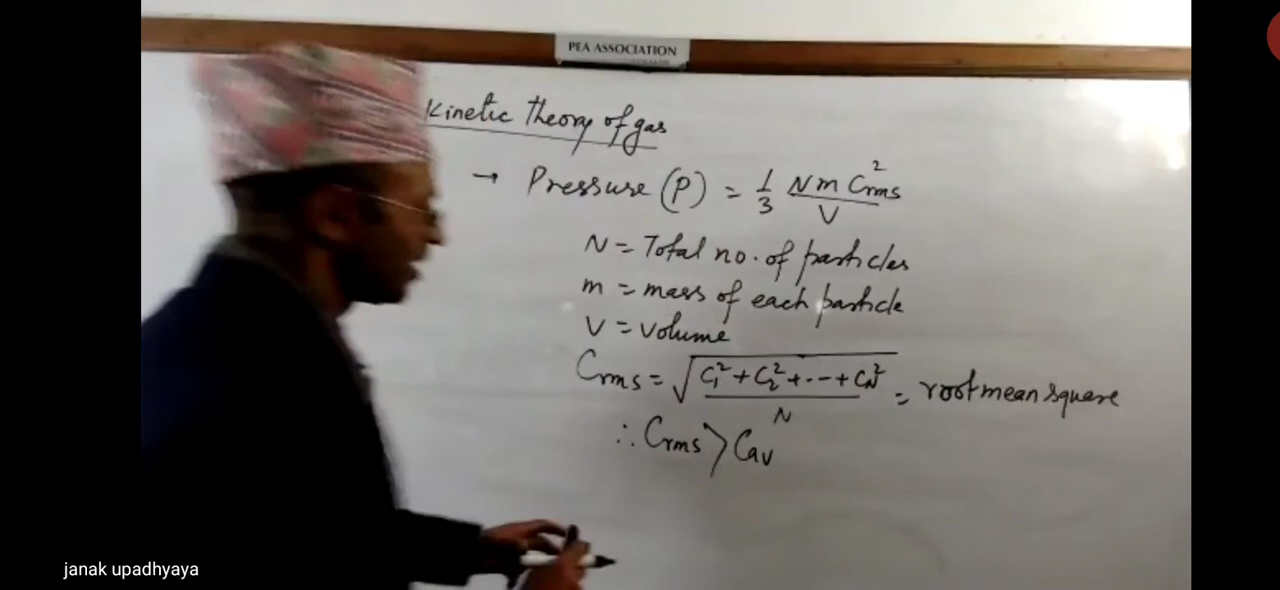 PEA ASSOCIATION
Kinetic Theory of gas
→ Pressure (P) = 1/3 Nm C²rms / V
N = Total no. of particles
m = mass of each particle
V = volume
Crms = √(C₁² + C₂² + . - - + CN² / N) = root mean square
∴ Crms > Cav
janak upadhyaya